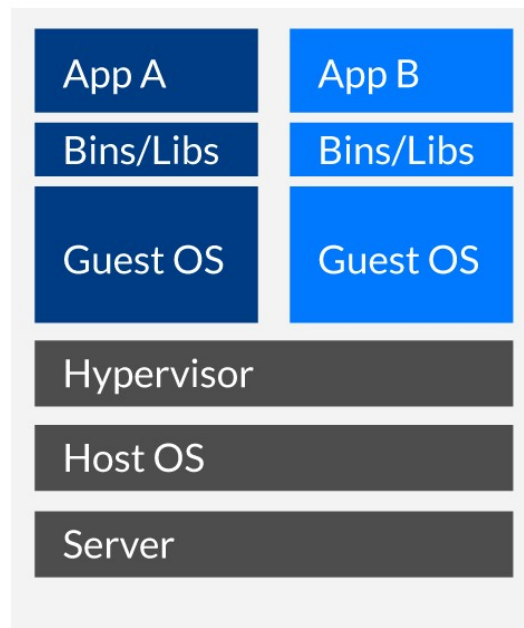 App A
App B
Bins/Libs
Bins/Libs
Guest OS
Guest OS
Hypervisor
Host OS
Server